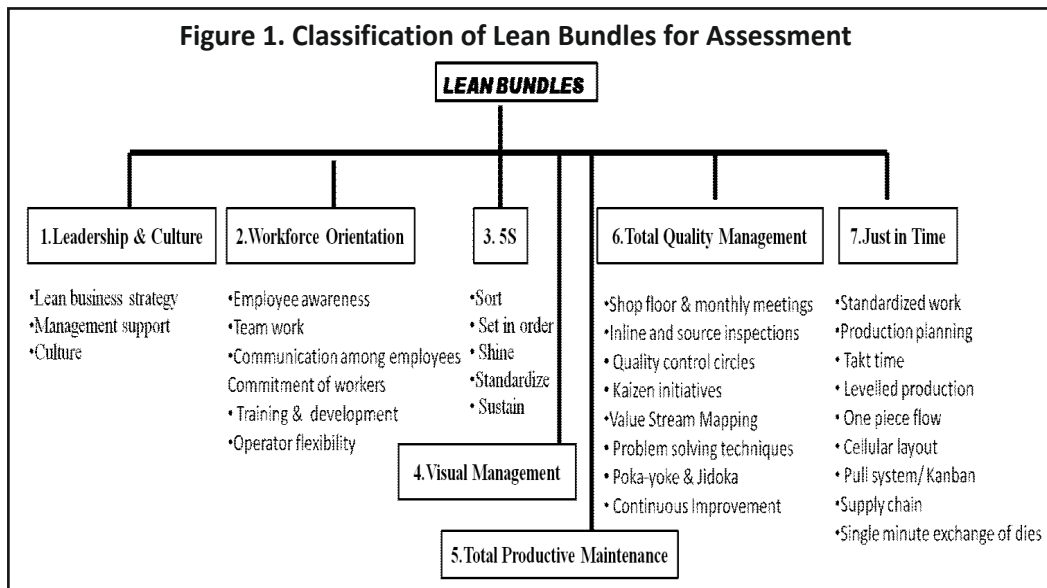 Figure 1. Classification of Lean Bundles for Assessment
LEAN BUNDLES
1.Leadership & Culture
•Lean business strategy
•Management support
•Culture
2.Workforce Orientation
•Employee awareness
•Team work
•Communication among employees
Commitment of workers
• Training & development
•Operator flexibility
3. 5S
•Sort
• Set in order
• Shine
•Standardize
• Sustain
4.Visual Management
5.Total Productive Maintenance
6.Total Quality Management
•Shop floor & monthly meetings
•Inline and source inspections
• Quality control circles
• Kaizen initiatives
•Value Stream Mapping
• Problem solving techniques
• Poka-yoke & Jidoka
• Continuous Improvement
7.Just in Time
•Standardized work
•Production planning
• Takt time
• Levelled production
• One piece flow
• Cellular layout
• Pull system/ Kanban
•Supply chain
•Single minute exchange of dies